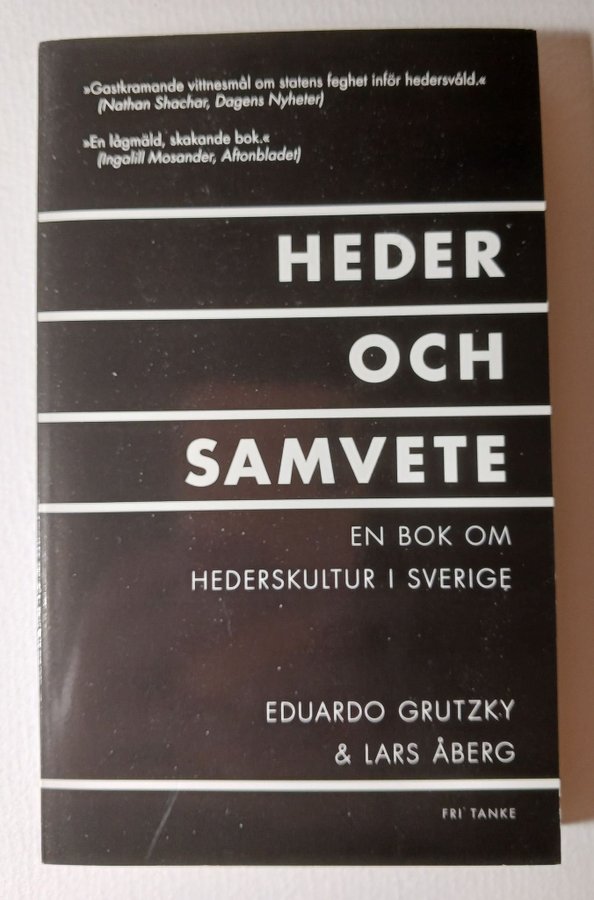 »Gastkramande vittnesmål om statens feghet inför hedersvåld.«
(Nathan Shachar, Dagens Nyheter)
»En lågmäld, skakande bok.«
(Ingalill Mosander, Aftonbladet)
HEDER
OCH
SAMVETE
EN BOK OM
HEDERSKULTUR I SVERIGE
EDUARDO GRUTZKY
& LARS ÅBERG
FRI TANKE